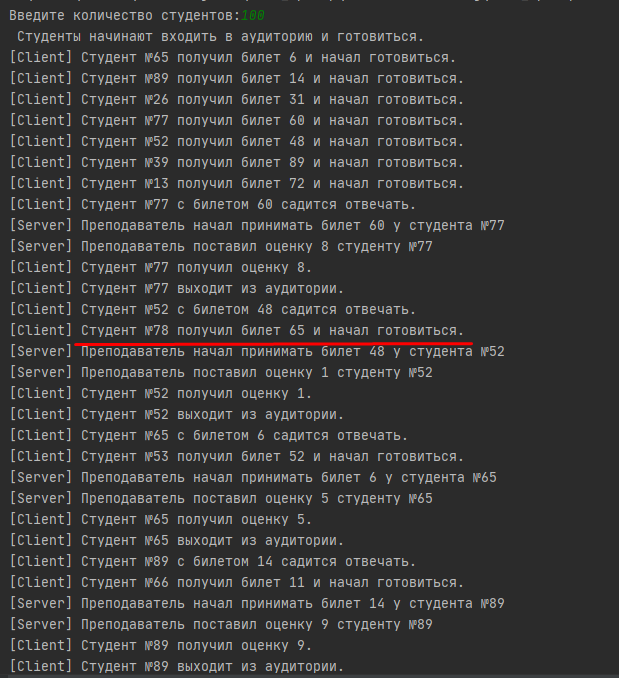 Введите количество студентов:100
Студенты начинают входить в аудиторию и готовиться.
[Client] Студент №65 получил билет 6 и начал готовиться.
[Client] Студент №89 получил билет 14 и начал готовиться.
[Client] Студент №26 получил билет 31 и начал готовиться.
[Client] Студент №77 получил билет 60 и начал готовиться.
[Client] Студент №52 получил билет 48 и начал готовиться.
[Client] Студент №39 получил билет 89 и начал готовиться.
[Client] Студент №13 получил билет 72 и начал готовиться.
[Client] Студент №77 с билетом 60 садится отвечать.
[Server] Преподаватель начал принимать билет 60 у студента №77
[Server] Преподаватель поставил оценку 8 студенту №77
[Client] Студент №77 получил оценку 8.
[Client] Студент №77 выходит из аудитории.
[Client] Студент №52 с билетом 48 садится отвечать.
[Client] Студент №78 получил билет 65 и начал готовиться.
[Server] Преподаватель начал принимать билет 48 у студента №52
[Server] Преподаватель поставил оценку 1 студенту №52
[Client] Студент №52 получил оценку 1.
[Client] Студент №52 выходит из аудитории.
[Client] Студент №65 с билетом 6 садится отвечать.
[Client] Студент №53 получил билет 52 и начал готовиться.
[Server] Преподаватель начал принимать билет 6 у студента №65
[Server] Преподаватель поставил оценку 5 студенту №65
[Client] Студент №65 получил оценку 5.
[Client] Студент №65 выходит из аудитории.
[Client] Студент №89 с билетом 14 садится отвечать.
[Client] Студент №66 получил билет 11 и начал готовиться.
[Server] Преподаватель начал принимать билет 14 у студента №89
[Server] Преподаватель поставил оценку 9 студенту №89
[Client] Студент №89 получил оценку 9.
[Client] Студент №89 выходит из аудитории.